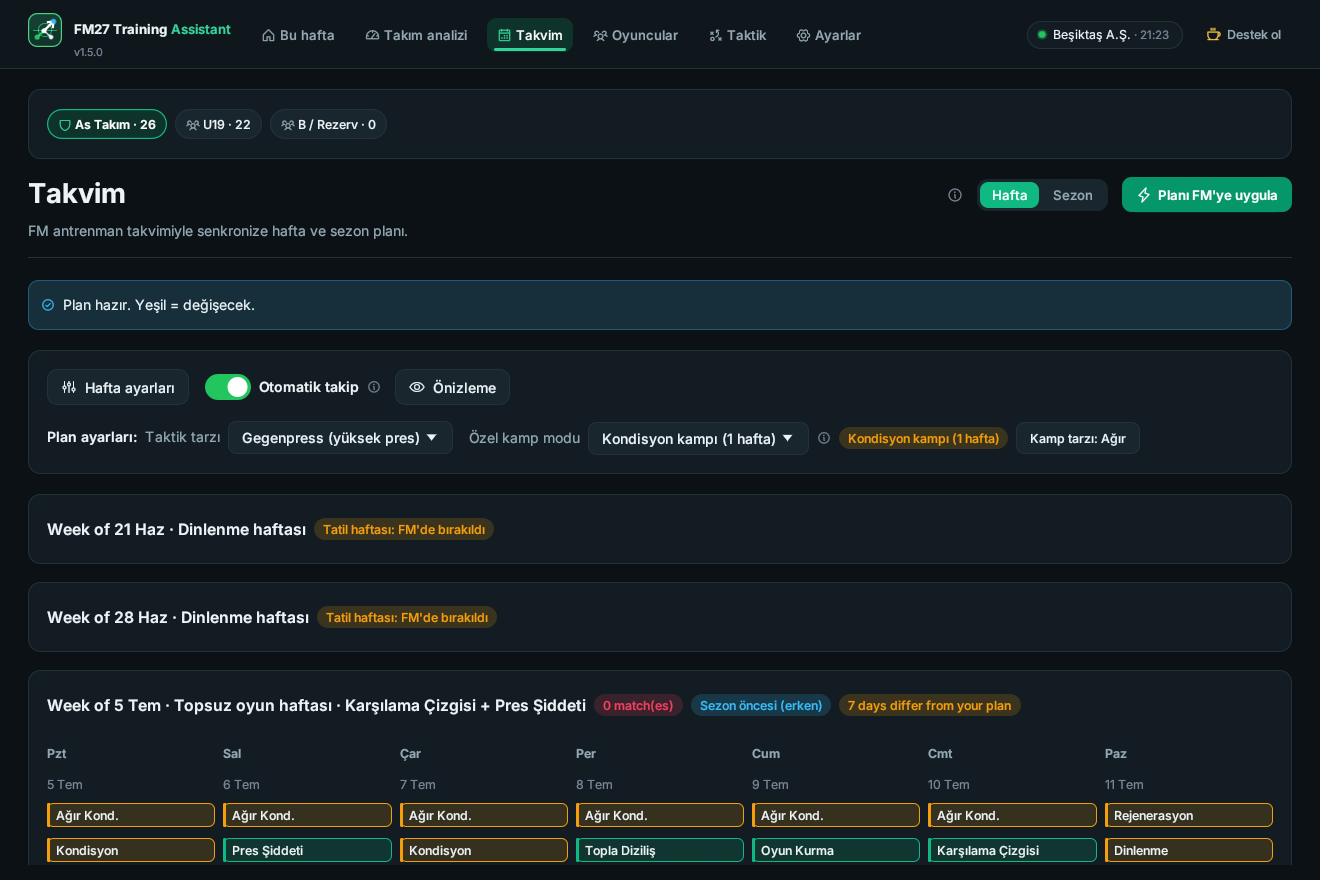 FM27 Training Assistant
v1.5.0
Bu hafta
Takım analizi
Takvim
Oyuncular
Taktik
Ayarlar
Beşiktaş A.Ş. · 21:23
Destek ol
As Takım · 26
U19 · 22
B / Rezerv · 0
Takvim
Hafta
Sezon
Planı FM'ye uygula
FM antrenman takvimiyle senkronize hafta ve sezon planı.
Plan hazır. Yeşil = değişecek.
Hafta ayarları
Otomatik takip
Önizleme
Plan ayarları: Taktik tarzı
Gegenpress (yüksek pres)
Özel kamp modu
Kondisyon kampı (1 hafta)
Kondisyon kampı (1 hafta)
Kamp tarzı: Ağır
Week of 21 Haz · Dinlenme haftası
Tatil haftası: FM'de bırakıldı
Week of 28 Haz · Dinlenme haftası
Tatil haftası: FM'de bırakıldı
Week of 5 Tem · Topsuz oyun haftası · Karşılama Çizgisi + Pres Şiddeti
0 match(es)
Sezon öncesi (erken)
7 days differ from your plan
Pzt
Sal
Çar
Per
Cum
Cmt
Paz
5 Tem
6 Tem
7 Tem
8 Tem
9 Tem
10 Tem
11 Tem
Ağır Kond.
Ağır Kond.
Ağır Kond.
Ağır Kond.
Ağır Kond.
Ağır Kond.
Rejenerasyon
Kondisyon
Pres Şiddeti
Kondisyon
Topla Diziliş
Oyun Kurma
Karşılama Çizgisi
Dinlenme